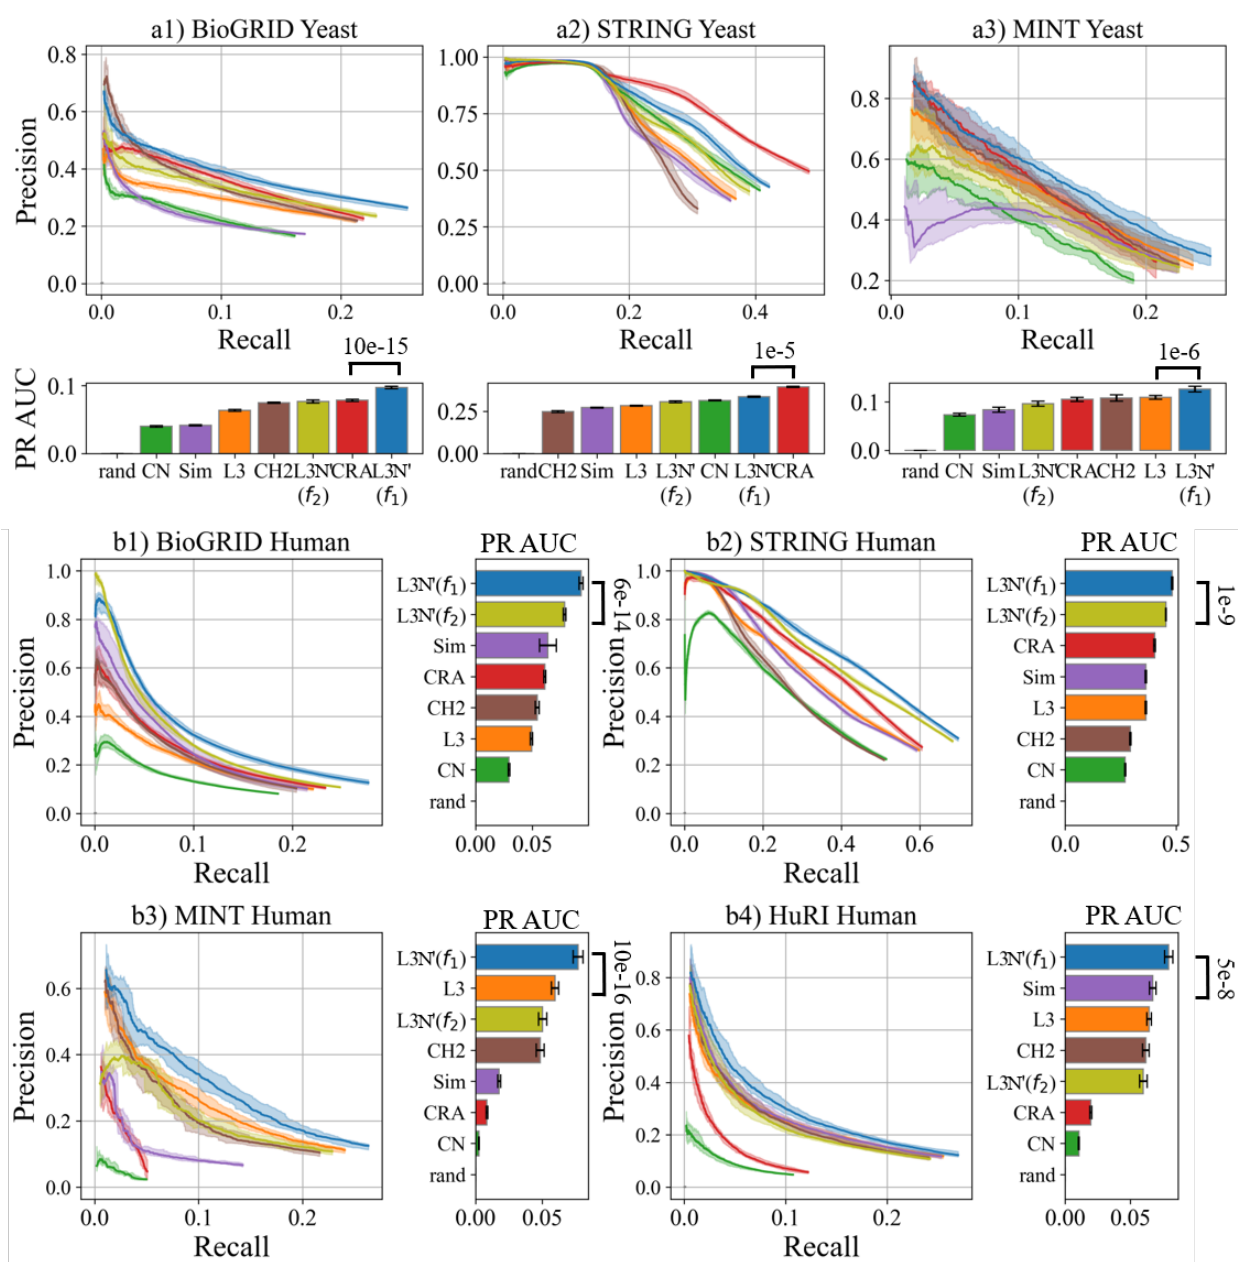 a1) BioGRID Yeast
a2) STRING Yeast
a3) MINT Yeast
Precision
0.8
0.6
0.4
0.2
0.0
0.0
0.1
0.2
Recall
1.00
0.75
0.50
0.25
0.00
0.0
0.2
0.4
Recall
0.8
0.6
0.4
0.2
0.0
0.1
0.2
Recall
PR AUC
0.1
0.0
10e-15
rand CN Sim L3 CH2 L3N'(f2) CRA L3N'(f1)
0.25
0.00
1e-5
rand CH2 Sim L3 L3N'(f2) CN L3N'(f1) CRA
0.1
0.0
1e-6
rand CN Sim L3N'(f2) CRA CH2 L3 L3N'(f1)
b1) BioGRID Human
PR AUC
b2) STRING Human
PR AUC
Precision
1.0
0.8
0.6
0.4
0.2
0.0
0.0
0.1
0.2
Recall
L3N'(f1)
L3N'(f2)
Sim
CRA
CH2
L3
CN
rand
0.00
0.05
6e-14
Precision
1.0
0.8
0.6
0.4
0.2
0.0
0.0
0.2
0.4
0.6
Recall
L3N'(f1)
L3N'(f2)
CRA
Sim
L3
CH2
CN
rand
0.0
0.5
1e-9
b3) MINT Human
PR AUC
b4) HuRI Human
PR AUC
Precision
0.6
0.4
0.2
0.0
0.0
0.1
0.2
Recall
L3N'(f1)
L3
L3N'(f2)
CH2
Sim
CRA
CN
rand
0.00
0.05
10e-16
Precision
0.8
0.6
0.4
0.2
0.0
0.0
0.1
0.2
Recall
L3N'(f1)
Sim
L3
CH2
L3N'(f2)
CRA
CN
rand
0.00
0.05
5e-8